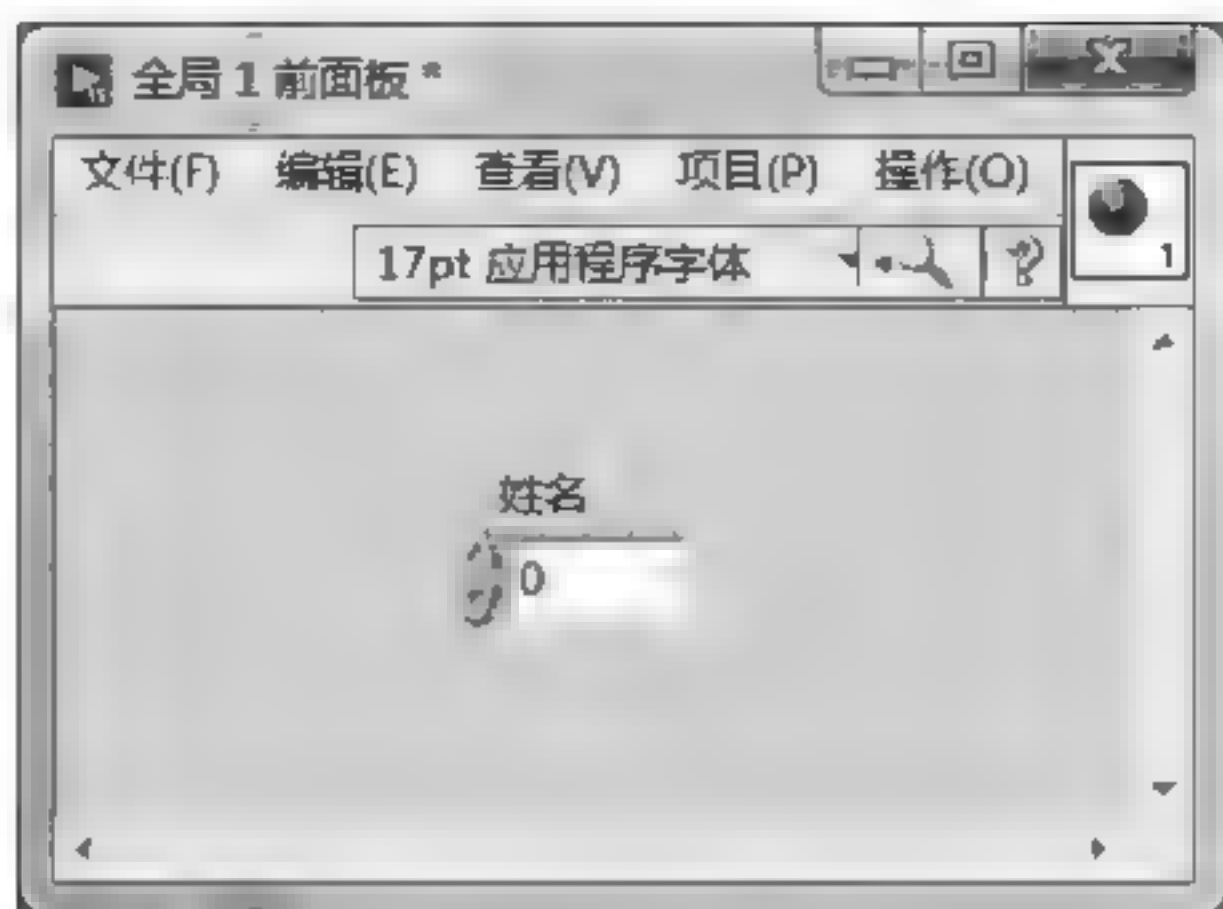 全局 1 前面板 *
文件(F) 编辑(E) 查看(V) 项目(P) 操作(O)
17pt 应用程序字体 ?
1
姓名
0